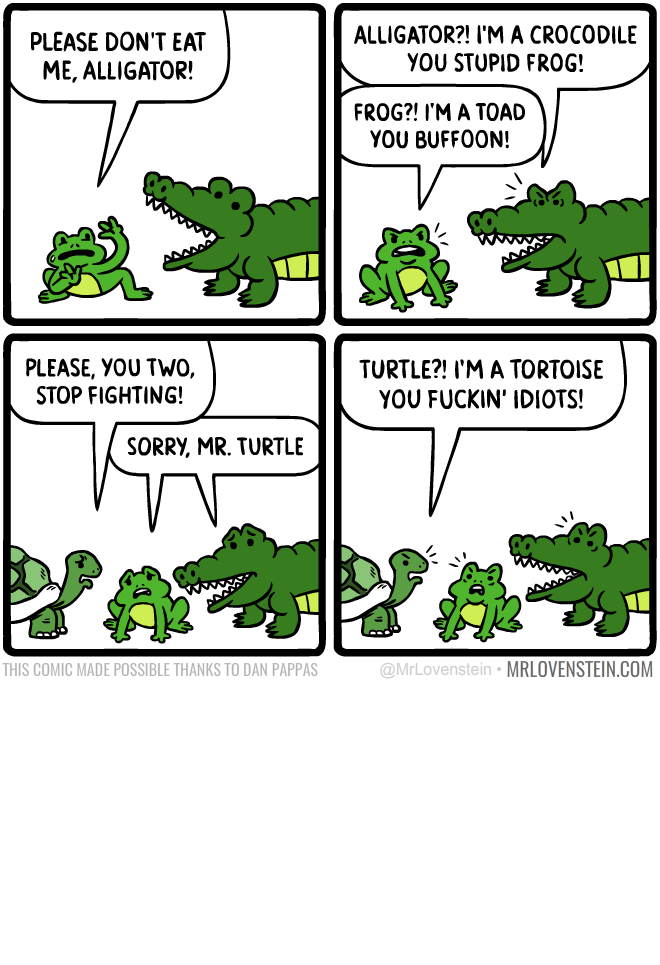 PLEASE DON'T EAT
ME, ALLIGATOR!
ALLIGATOR?! I'M A CROCODILE
YOU STUPID FROG!
FROG?! I'M A TOAD
YOU BUFFOON!
PLEASE, YOU TWO,
STOP FIGHTING!
SORRY, MR. TURTLE
TURTLE?! I'M A TORTOISE
YOU FUCKIN' IDIOTS!
THIS COMIC MADE POSSIBLE THANKS TO DAN PAPPAS
@MrLovenstein • MRLOVENSTEIN.COM